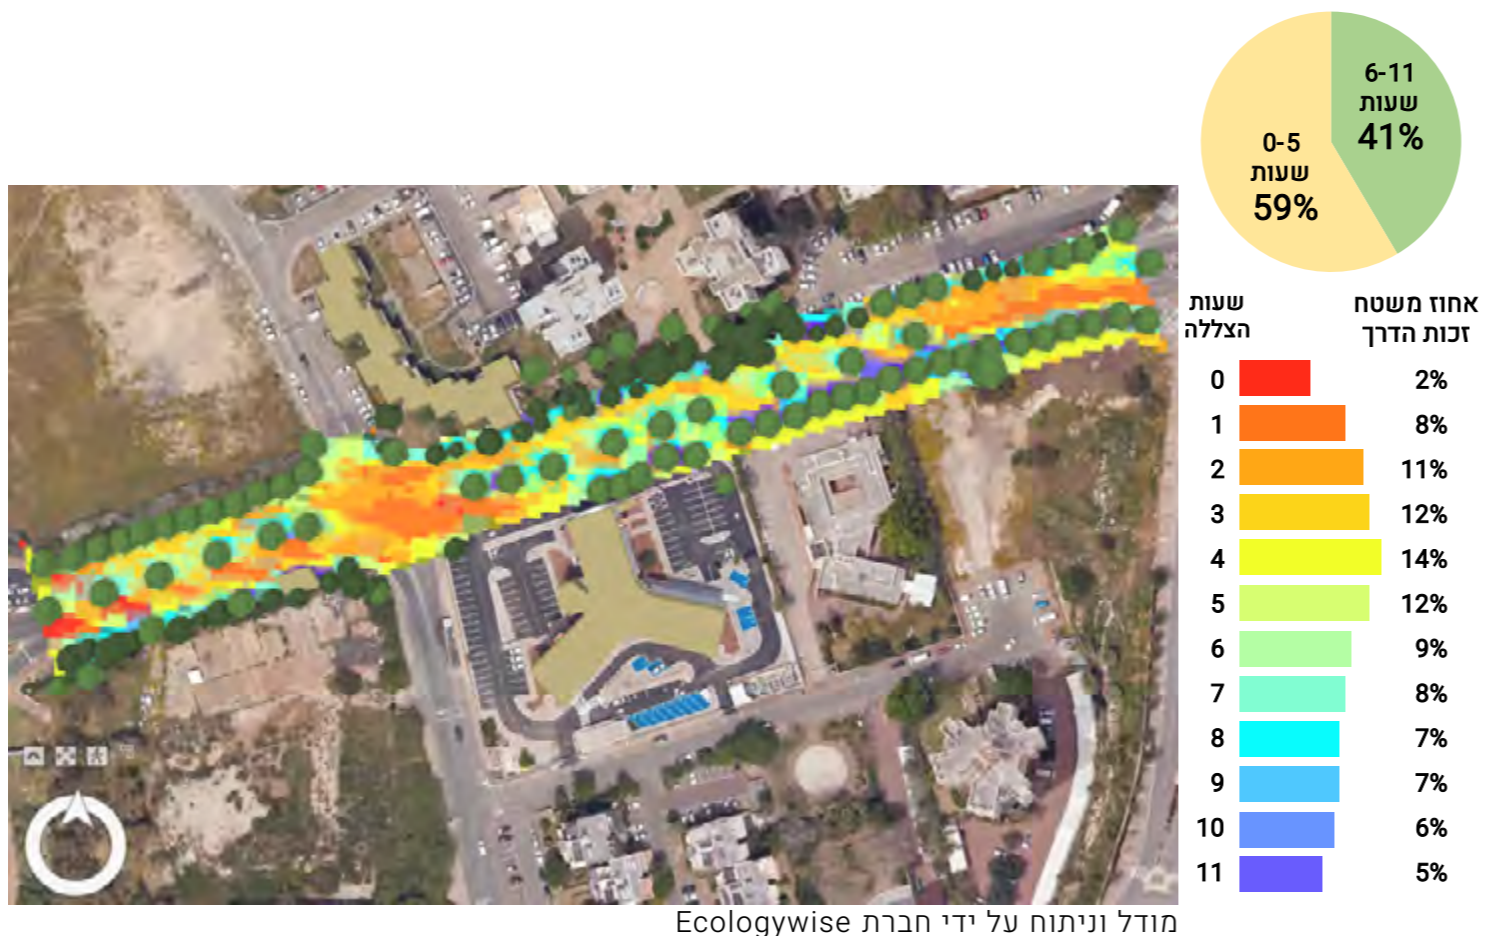 6-11
שעות
41%
0-5
שעות
59%
שעות
הצללה
אחוז משטח
זכות הדרך
0 2%
1 8%
2 11%
3 12%
4 14%
5 12%
6 9%
7 8%
8 7%
9 7%
10 6%
11 5%
מודל וניתוח על ידי חברת Ecologywise